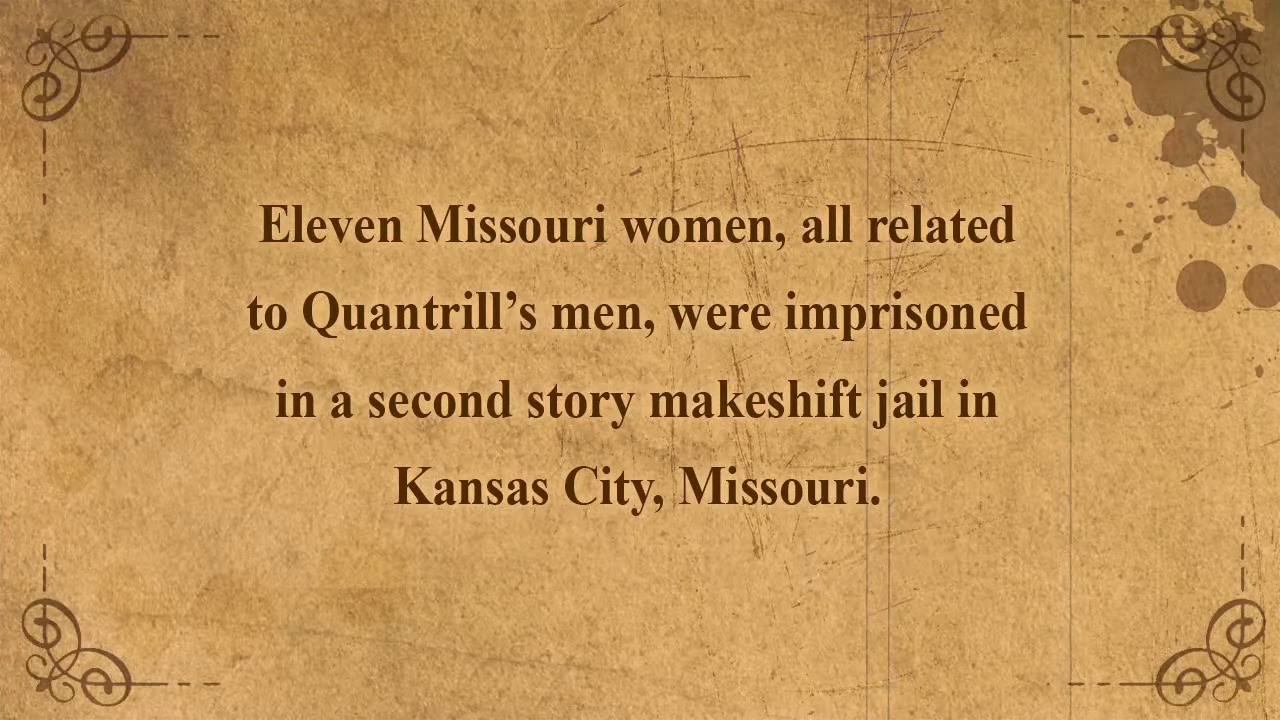 Eleven Missouri women, all related
to Quantrill’s men, were imprisoned
in a second story makeshift jail in
Kansas City, Missouri.